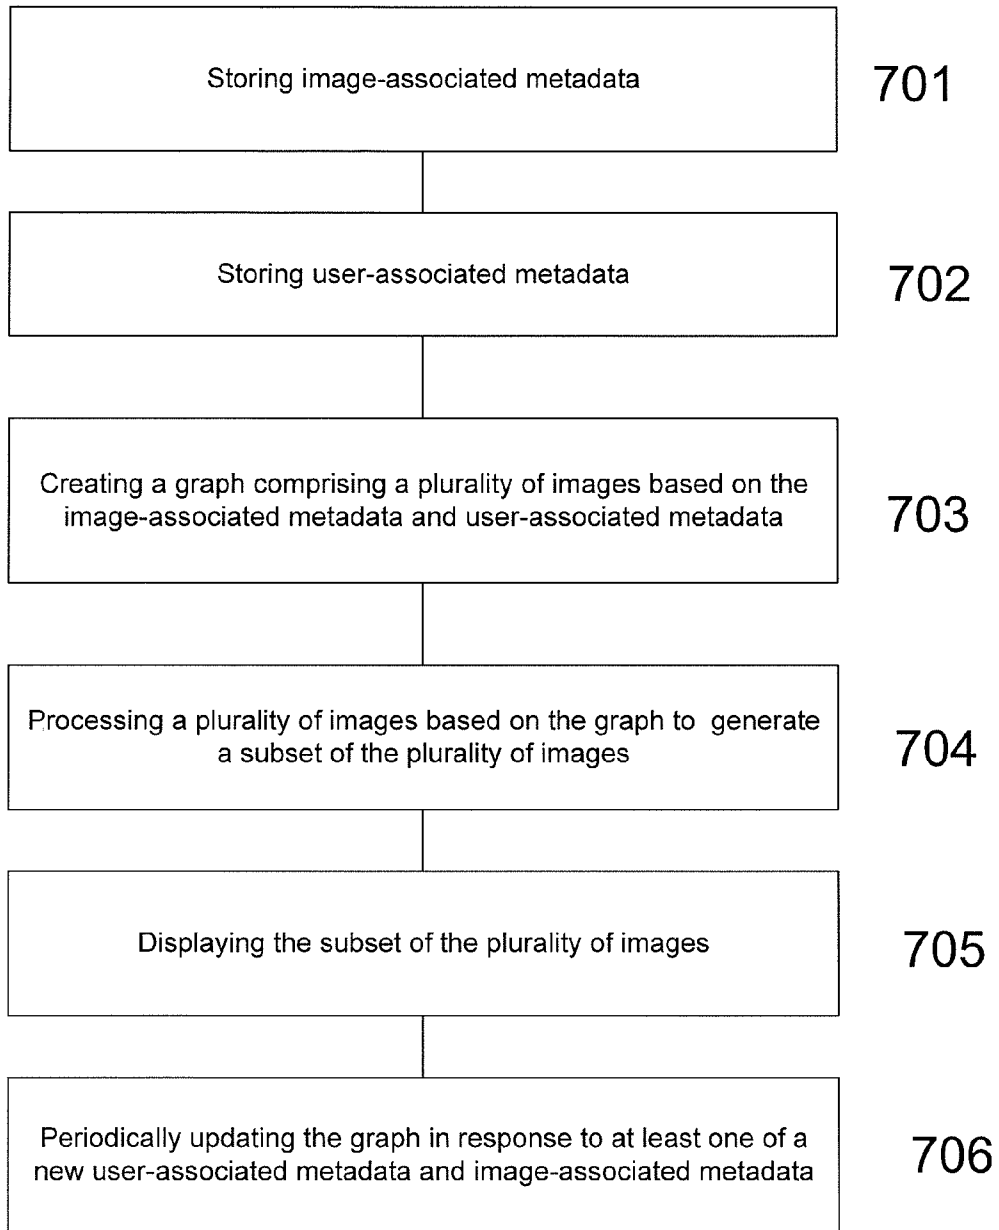 Storing image-associated metadata
701
Storing user-associated metadata
702
Creating a graph comprising a plurality of images based on the
image-associated metadata and user-associated metadata
703
Processing a plurality of images based on the graph to generate
a subset of the plurality of images
704
Displaying the subset of the plurality of images
705
Periodically updating the graph in response to at least one of a
new user-associated metadata and image-associated metadata
706